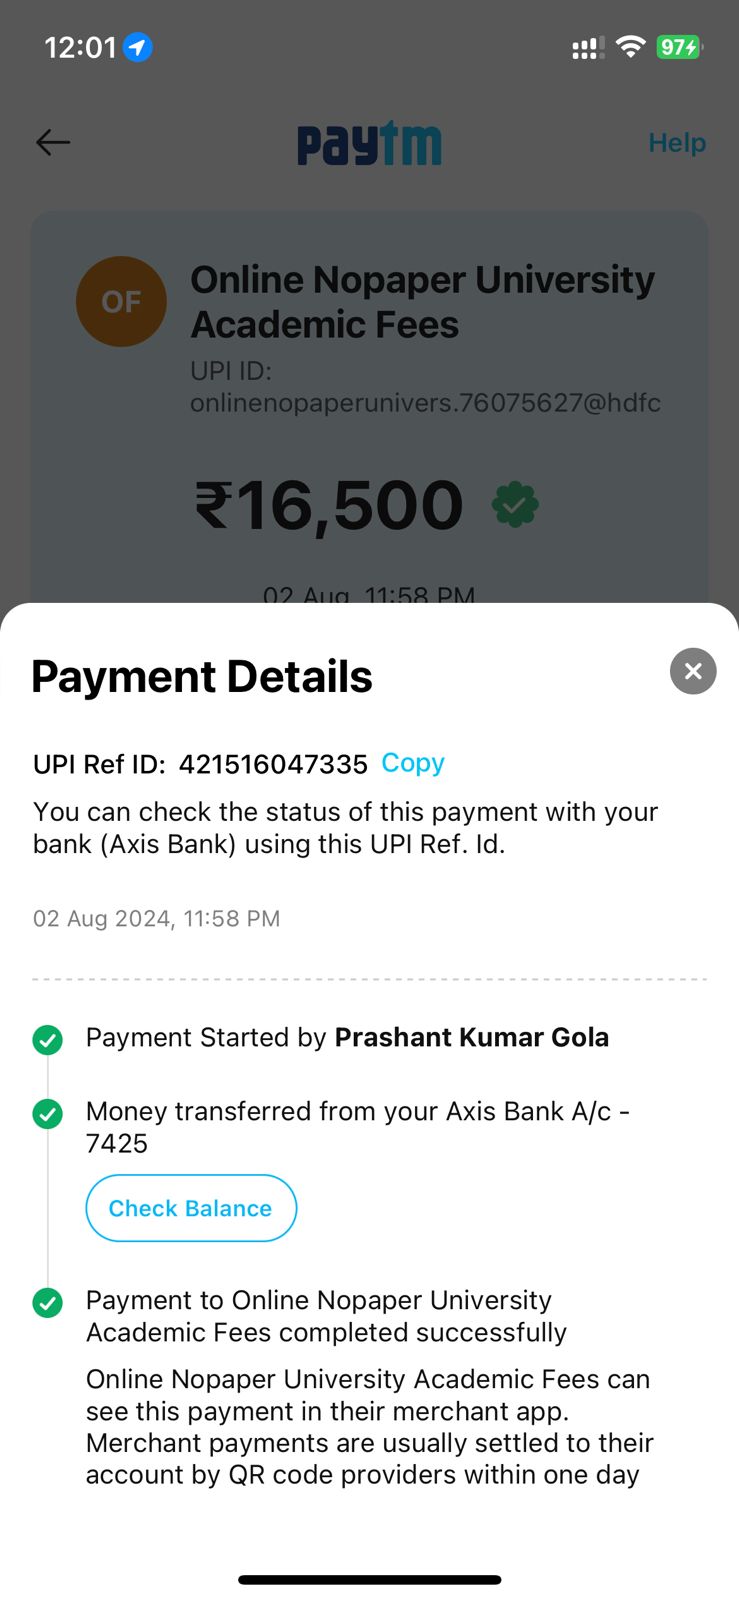 12:01
97
paytm
Help
OF
Online Nopaper University
Academic Fees
UPI ID:
onlinenopaperunivers.76075627@hdfc
₹16,500
02 Aug, 11:58 PM
Payment Details
UPI Ref ID: 421516047335 Copy
You can check the status of this payment with your
bank (Axis Bank) using this UPI Ref. Id.
02 Aug 2024, 11:58 PM
Payment Started by Prashant Kumar Gola
Money transferred from your Axis Bank A/c -
7425
Check Balance
Payment to Online Nopaper University
Academic Fees completed successfully
Online Nopaper University Academic Fees can
see this payment in their merchant app.
Merchant payments are usually settled to their
account by QR code providers within one day